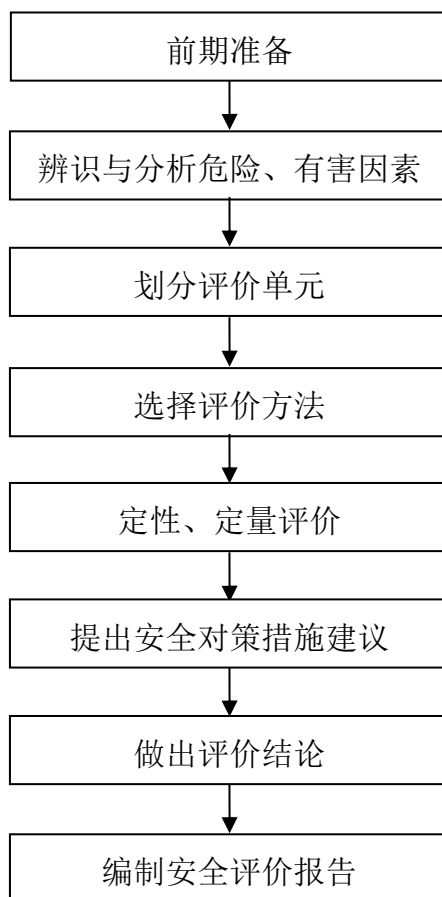 前期准备
辨识与分析危险、有害因素
划分评价单元
选择评价方法
定性、定量评价
提出安全对策措施建议
做出评价结论
编制安全评价报告